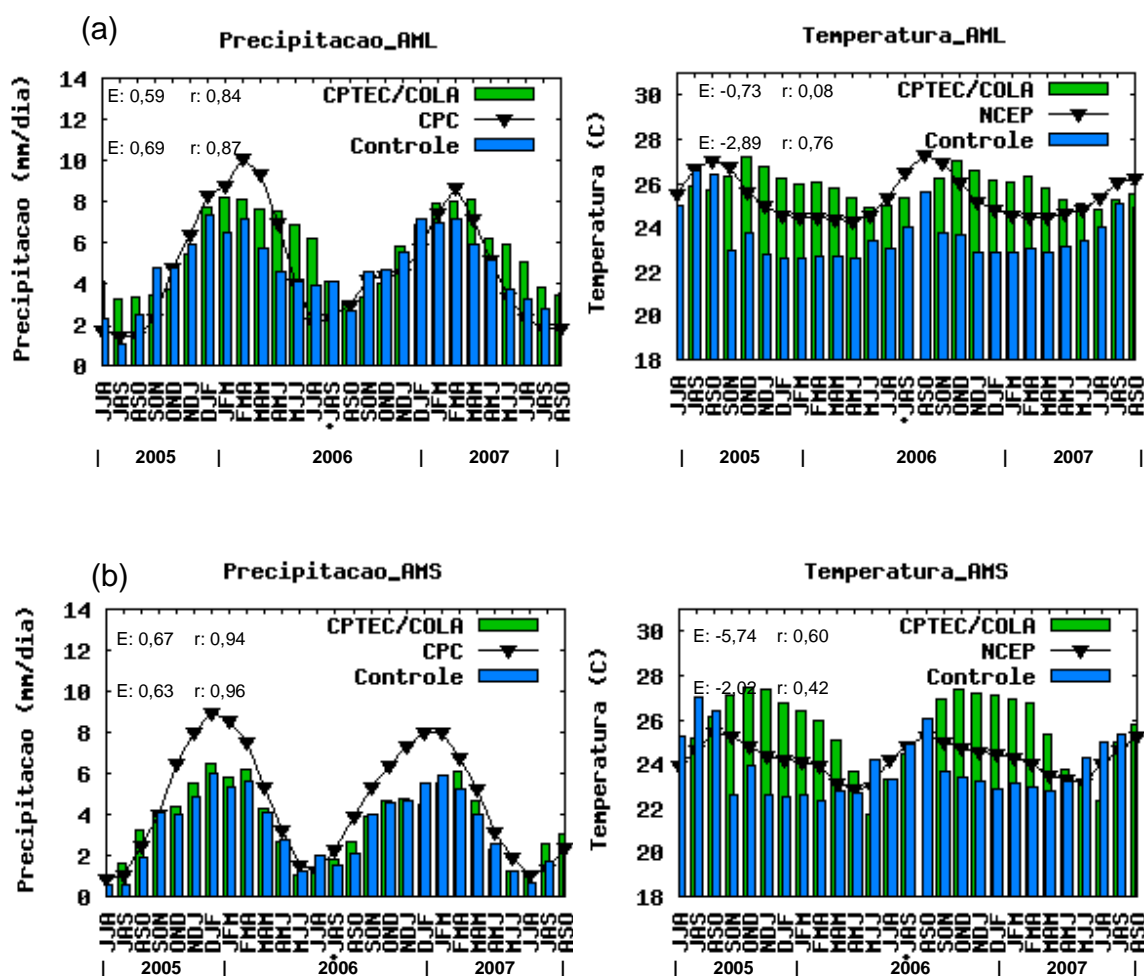 (a)
Precipitacao_AML
Precipitacao (mm/dia)
14
12
10
8
6
4
2
0
E: 0,59 r: 0,84
E: 0,69 r: 0,87
CPTEC/COLA
CPC
Controle
JJA JAS ASO SON OND NDJ DJF JFM FMA MAM AMJ MJJ JJA JAS ASO SON OND NDJ DJF JFM FMA MAM AMJ MJJ JJA JAS ASO
| 2005 | 2006 | 2007 |
Temperatura_AML
Temperatura (C)
30
28
26
24
22
20
18
E: -0,73 r: 0,08
E: -2,89 r: 0,76
CPTEC/COLA
NCEP
Controle
JJA JAS ASO SON OND NDJ DJF JFM FMA MAM AMJ MJJ JJA JAS ASO SON OND NDJ DJF JFM FMA MAM AMJ MJJ JJA JAS ASO
| 2005 | 2006 | 2007 |
(b)
Precipitacao_AMS
Precipitacao (mm/dia)
14
12
10
8
6
4
2
0
E: 0,67 r: 0,94
E: 0,63 r: 0,96
CPTEC/COLA
CPC
Controle
JJA JAS ASO SON OND NDJ DJF JFM FMA MAM AMJ MJJ JJA JAS ASO SON OND NDJ DJF JFM FMA MAM AMJ MJJ JJA JAS ASO
| 2005 | 2006 | 2007 |
Temperatura_AMS
Temperatura (C)
30
28
26
24
22
20
18
E: -5,74 r: 0,60
E: -2,02 r: 0,42
CPTEC/COLA
NCEP
Controle
JJA JAS ASO SON OND NDJ DJF JFM FMA MAM AMJ MJJ JJA JAS ASO SON OND NDJ DJF JFM FMA MAM AMJ MJJ JJA JAS ASO
| 2005 | 2006 | 2007 |